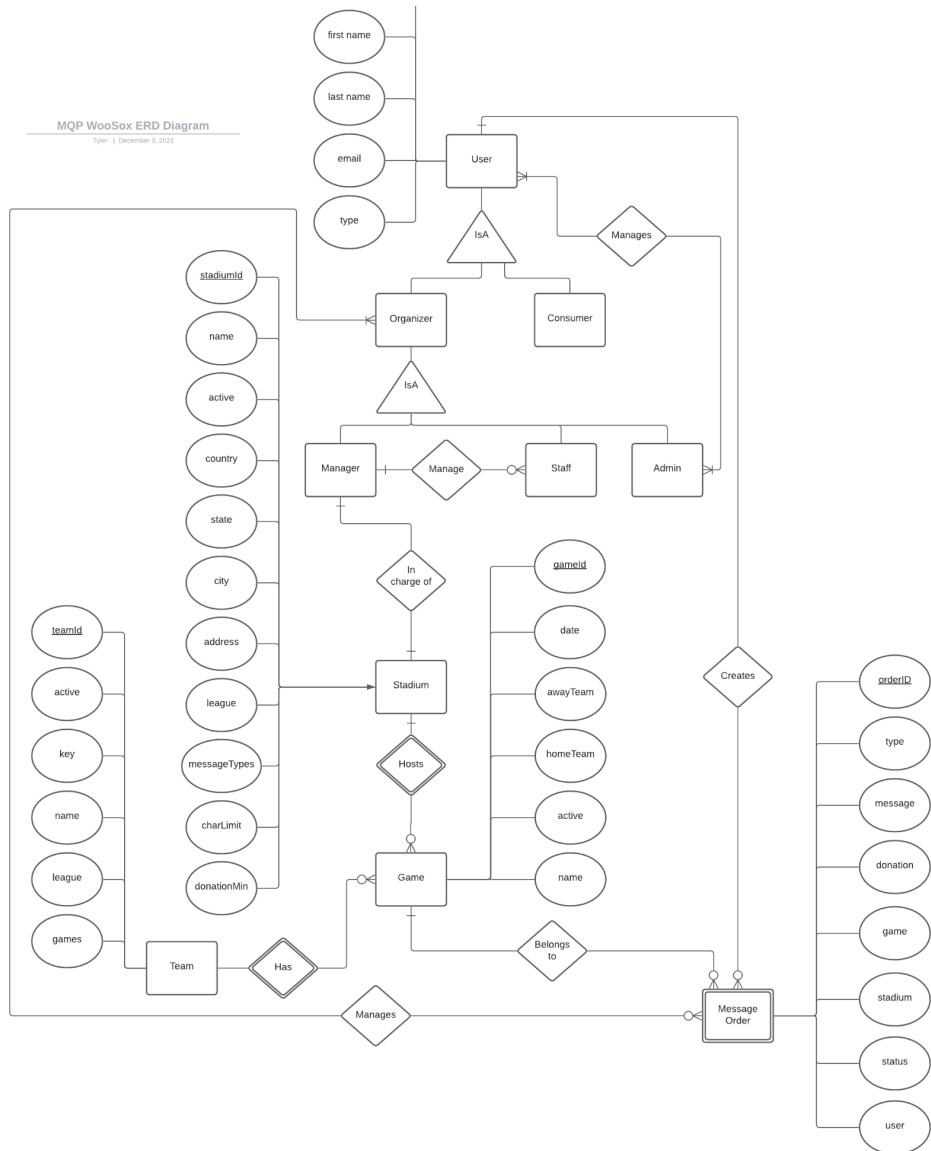 first name
last name
MQP WooSox ERD Diagram
Tyler | December 3, 2021
User
email
type
IsA
Manages
stadiumId
Organizer
Consumer
name
IsA
active
country
Manager
Manage
Staff
Admin
state
In
charge of
gameId
city
teamId
address
date
Creates
orderID
active
league
Stadium
awayTeam
type
key
messageTypes
Hosts
homeTeam
message
name
charLimit
active
donation
league
donationMin
Game
name
game
games
Team
Has
Belongs
to
stadium
Manages
Message
Order
status
user